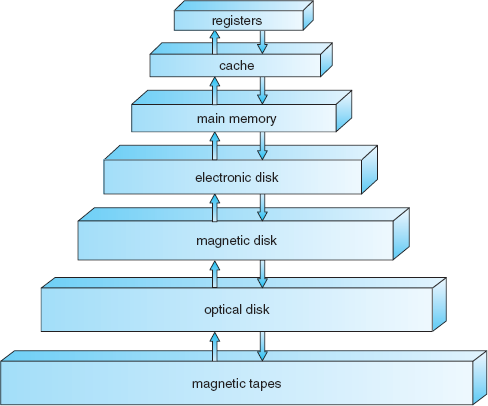 registers
cache
main memory
electronic disk
magnetic disk
optical disk
magnetic tapes